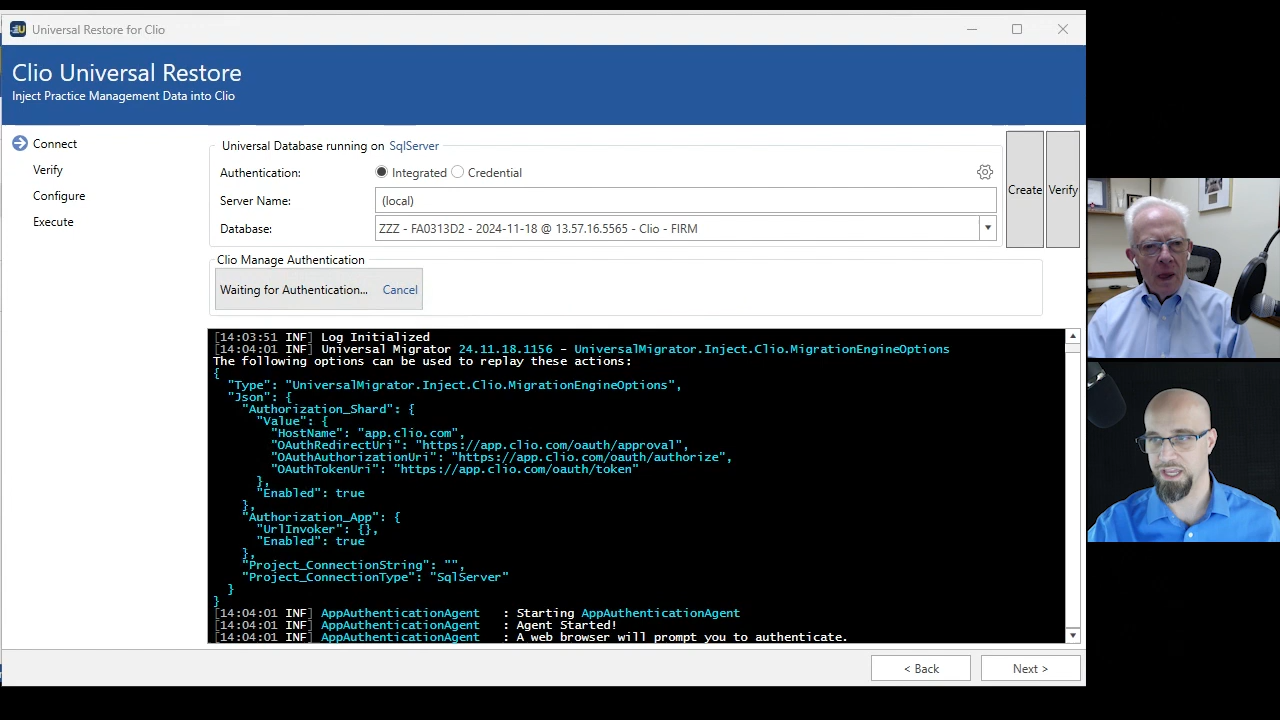 Universal Restore for Clio
Clio Universal Restore
Inject Practice Management Data into Clio
Connect
Verify
Configure
Execute
Universal Database running on SqlServer
Authentication: Integrated Credential
Server Name: (local)
Database: ZZZ - FA0313D2 - 2024-11-18 @ 13.57.16.5565 - Clio - FIRM
Create Verify
Clio Manage Authentication
Waiting for Authentication... Cancel
[14:03:51 INF] Log Initialized
[14:04:01 INF] Universal Migrator 24.11.18.1156 - UniversalMigrator.Inject.Clio.MigrationEngineOptions
The following options can be used to replay these actions:
{
"Type": "UniversalMigrator.Inject.Clio.MigrationEngineOptions",
"Json": {
"Authorization_Shard": {
"Value": {
"HostName": "app.clio.com",
"OAuthRedirectUri": "https://app.clio.com/oauth/approval",
"OAuthAuthorizationUri": "https://app.clio.com/oauth/authorize",
"OAuthTokenUri": "https://app.clio.com/oauth/token"
},
"Enabled": true
},
"Authorization_App": {
"UrlInvoker": {},
"Enabled": true
},
"Project_ConnectionString": "",
"Project_ConnectionType": "SqlServer"
}
}
[14:04:01 INF] AppAuthenticationAgent : Starting AppAuthenticationAgent
[14:04:01 INF] AppAuthenticationAgent : Agent Started!
[14:04:01 INF] AppAuthenticationAgent : A web browser will prompt you to authenticate.
< Back Next >